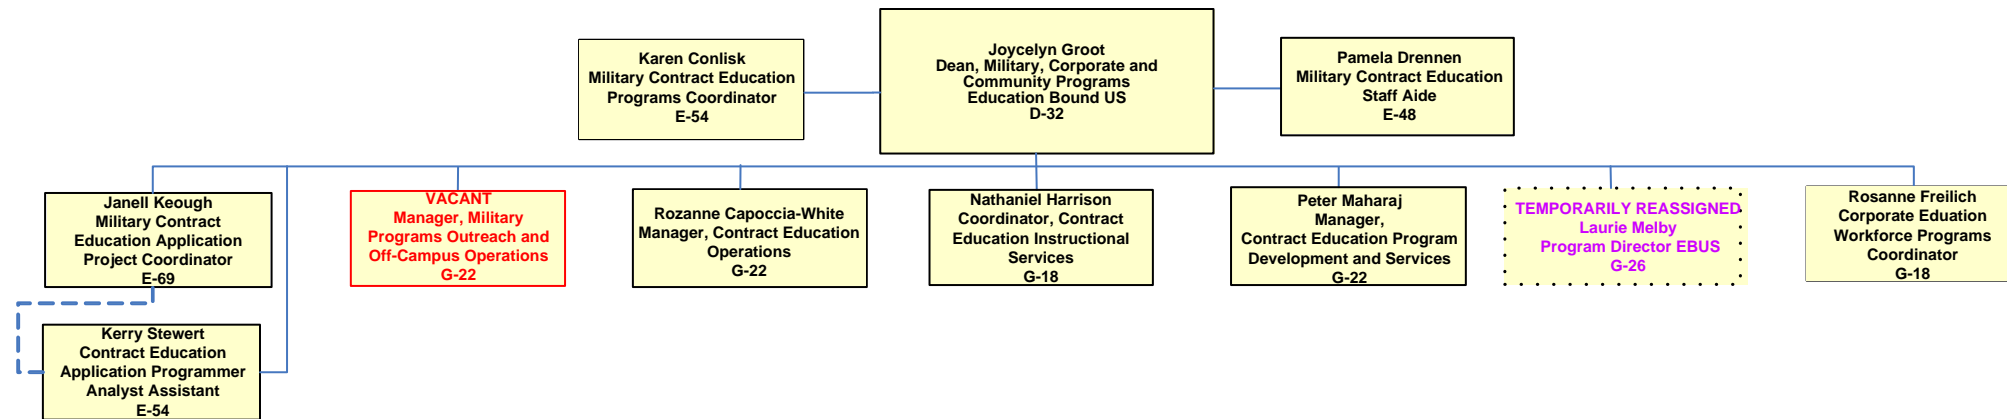 Karen Conlisk
Military Contract Education
Programs Coordinator
E-54
Joycelyn Groot
Dean, Military, Corporate and
Community Programs
Education Bound US
D-32
Pamela Drennen
Military Contract Education
Staff Aide
E-48
Janell Keough
Military Contract
Education Application
Project Coordinator
E-69
VACANT
Manager, Military
Programs Outreach and
Off-Campus Operations
G-22
Rozanne Capoccia-White
Manager, Contract Education
Operations
G-22
Nathaniel Harrison
Coordinator, Contract
Education Instructional
Services
G-18
Peter Maharaj
Manager,
Contract Education Program
Development and Services
G-22
TEMPORARILY REASSIGNED
Laurie Melby
Program Director EBUS
G-26
Rosanne Freilich
Corporate Eduation
Workforce Programs
Coordinator
G-18
Kerry Stewert
Contract Education
Application Programmer
Analyst Assistant
E-54